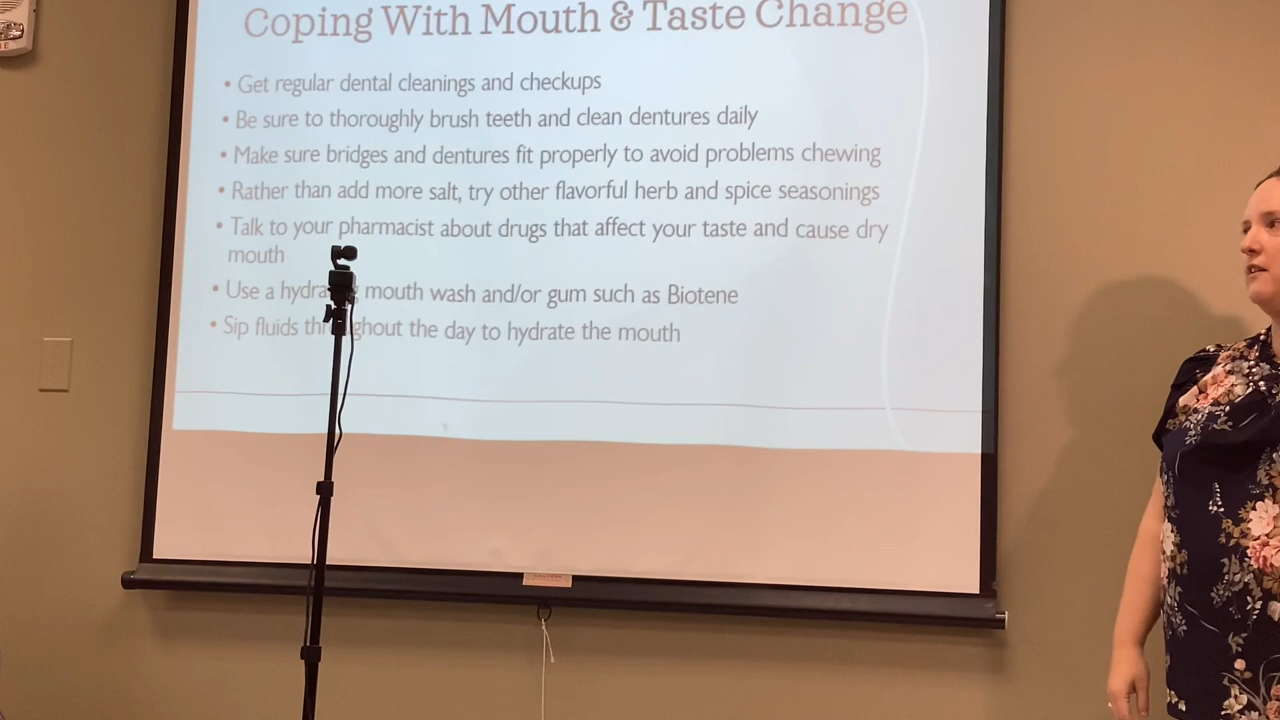 Coping With Mouth & Taste Change
• Get regular dental cleanings and checkups
• Be sure to thoroughly brush teeth and clean dentures daily
• Make sure bridges and dentures fit properly to avoid problems chewing
• Rather than add more salt, try other flavorful herb and spice seasonings
• Talk to your pharmacist about drugs that affect your taste and cause dry
mouth
• Use a hydrating mouth wash and/or gum such as Biotene
• Sip fluids throughout the day to hydrate the mouth